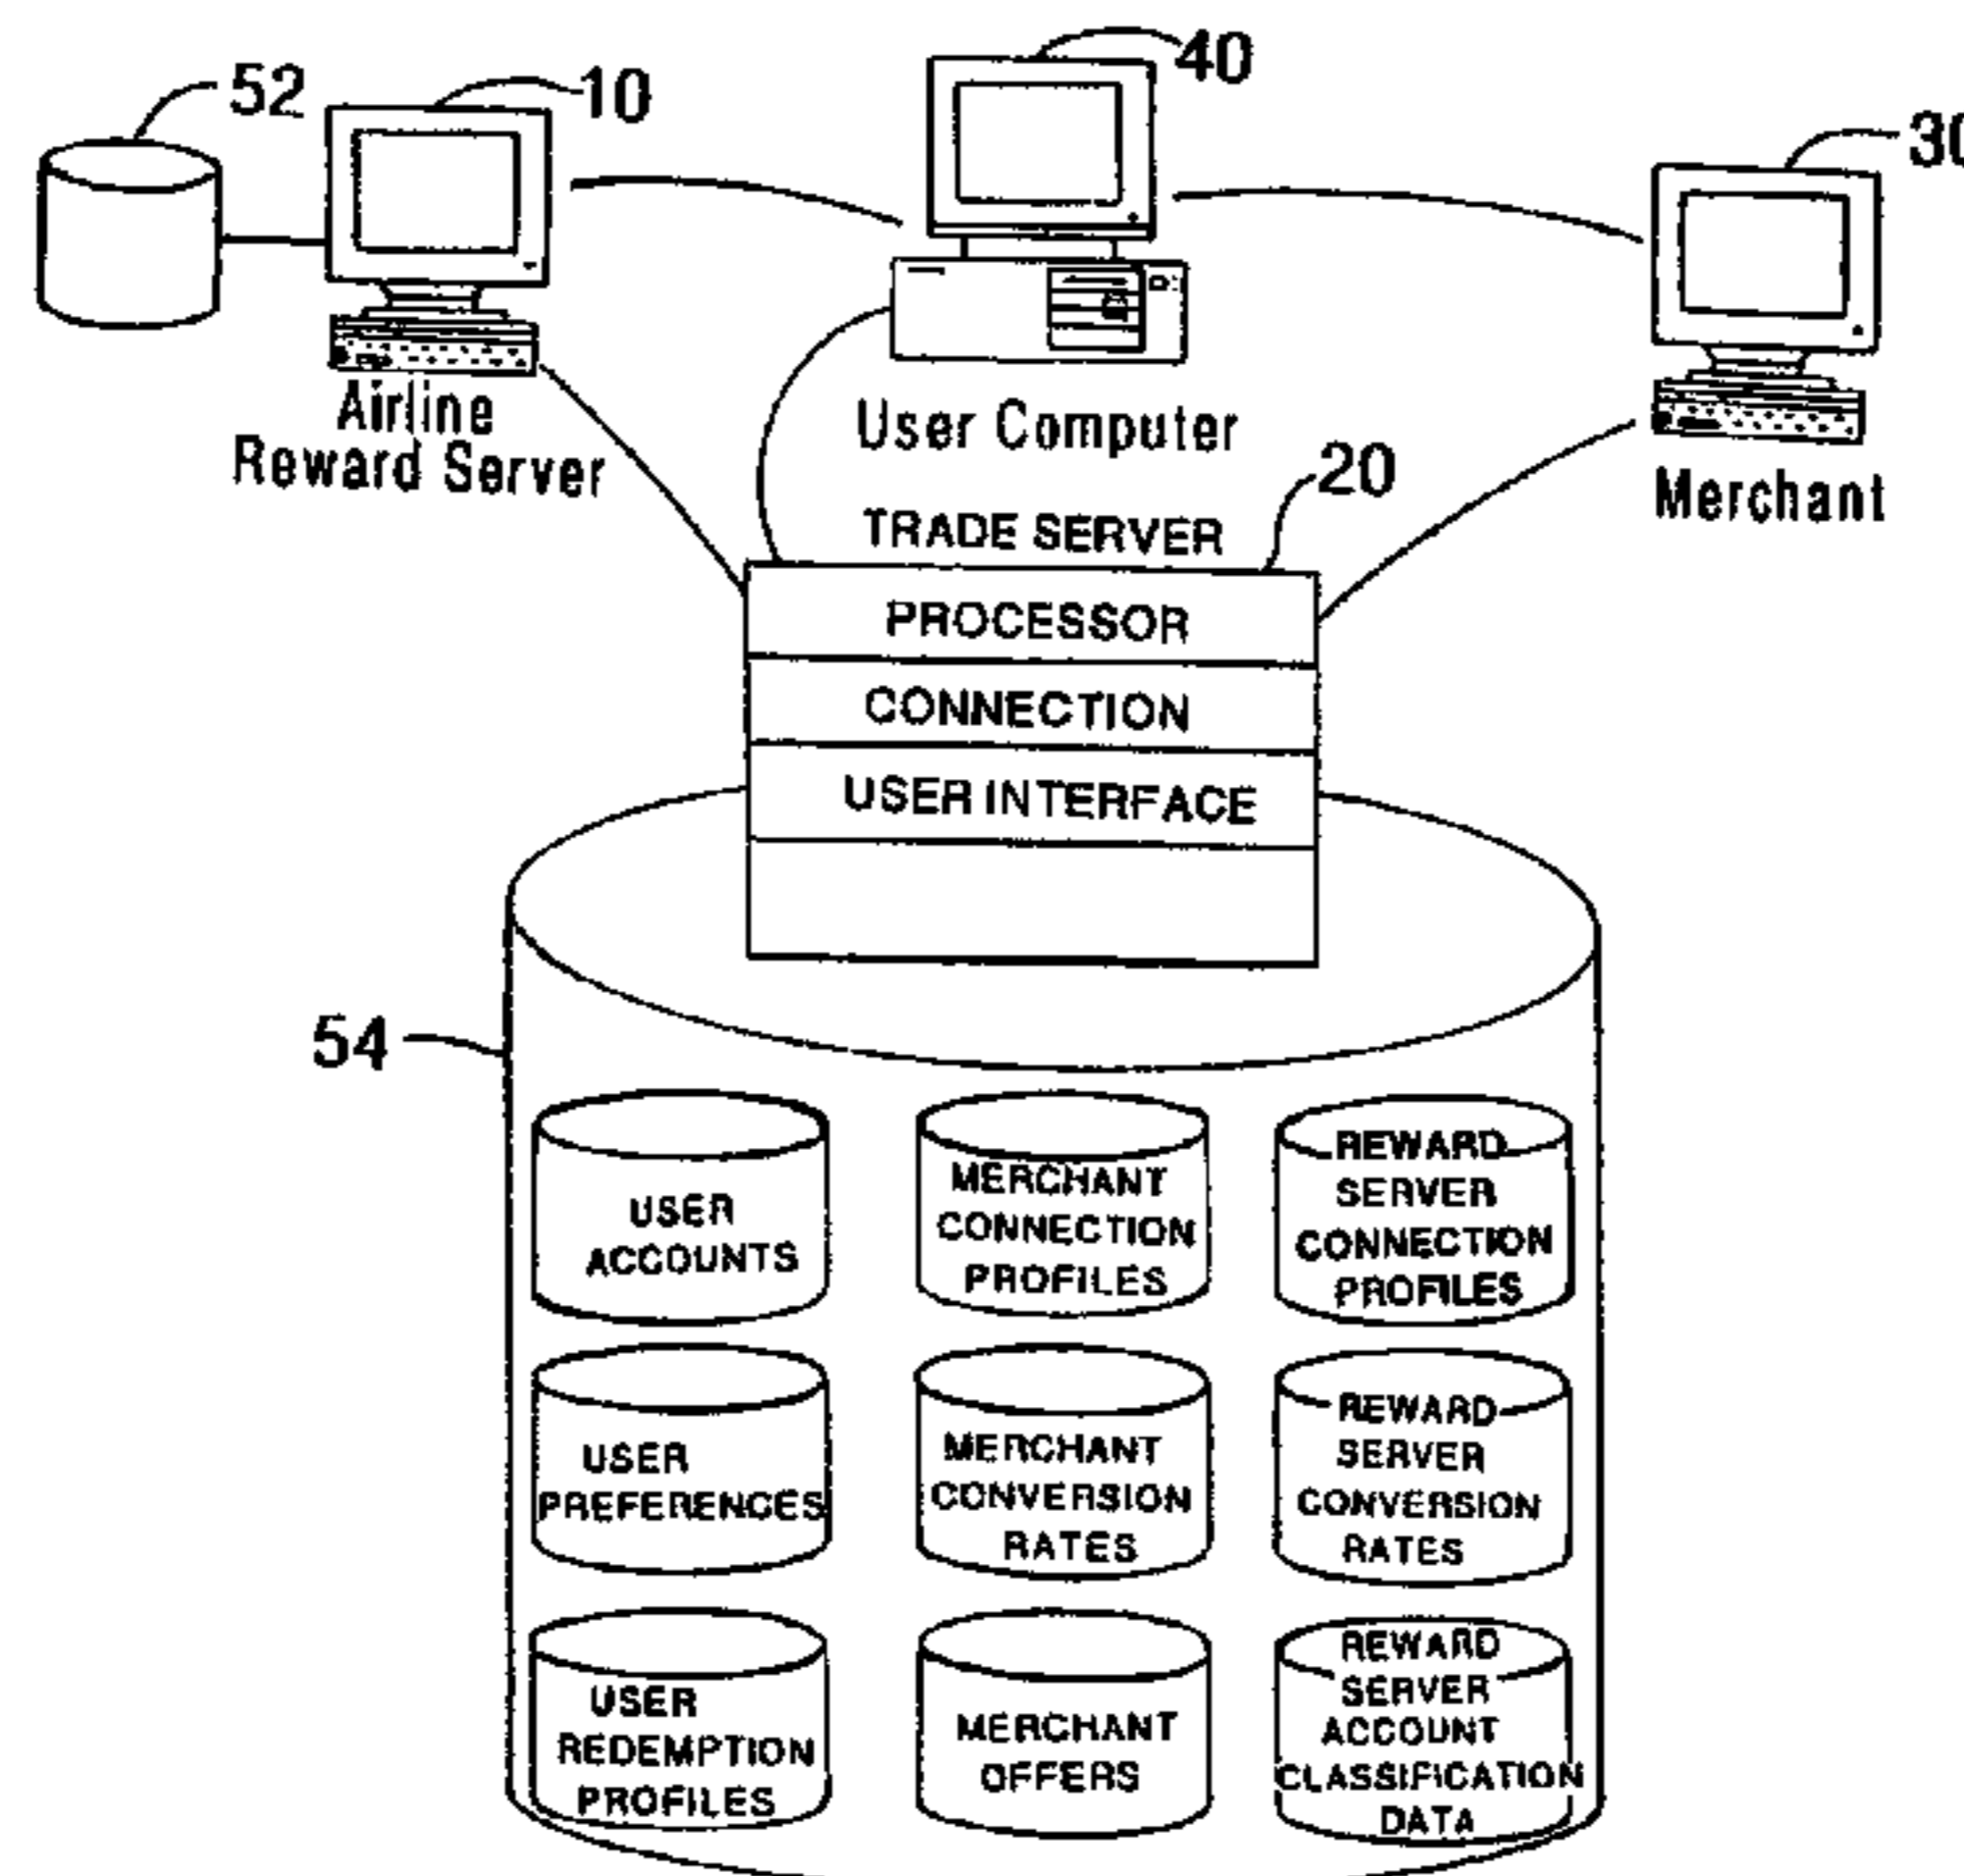 52
10
40
30
Airline
Reward Server
User Computer
Merchant
20
TRADE SERVER
PROCESSOR
CONNECTION
USER INTERFACE
54
USER
ACCOUNTS
MERCHANT
CONNECTION
PROFILES
REWARD
SERVER
CONNECTION
PROFILES
USER
PREFERENCES
MERCHANT
CONVERSION
RATES
REWARD
SERVER
CONVERSION
RATES
USER
REDEMPTION
PROFILES
MERCHANT
OFFERS
REWARD
SERVER
ACCOUNT
CLASSIFICATION
DATA